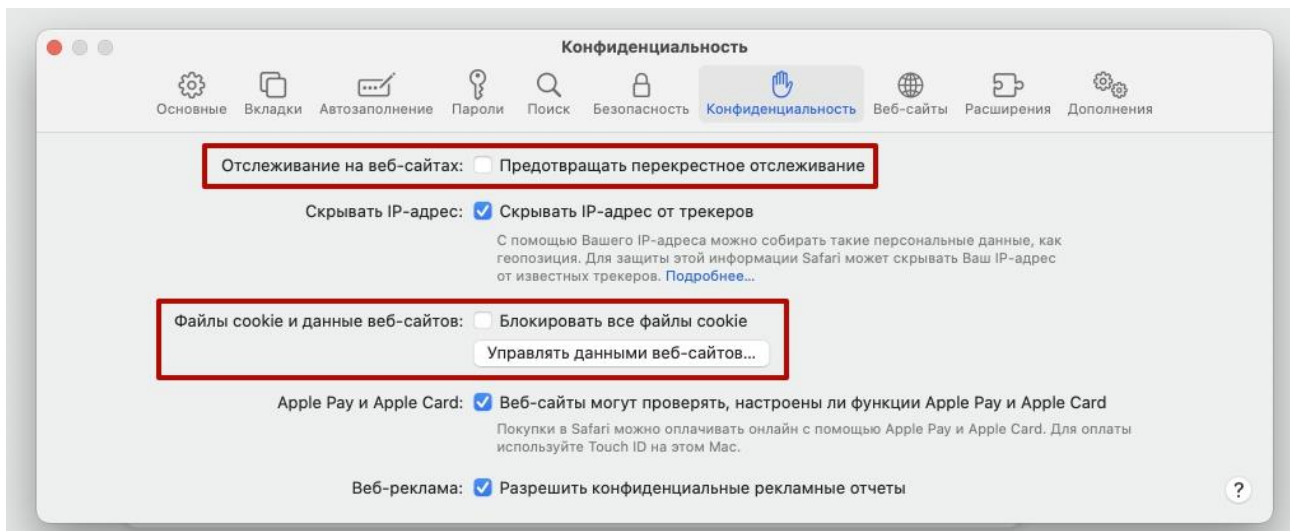 Конфиденциальность
Основные Вкладки Автозаполнение Пароли Поиск Безопасность Конфиденциальность Веб-сайты Расширения Дополнения
Отслеживание на веб-сайтах: Предотвращать перекрестное отслеживание
Скрывать IP-адрес: Скрывать IP-адрес от трекеров
С помощью Вашего IP-адреса можно собирать такие персональные данные, как
геопозиция. Для защиты этой информации Safari может скрывать Ваш IP-адрес
от известных трекеров. Подробнее...
Файлы cookie и данные веб-сайтов: Блокировать все файлы cookie
Управлять данными веб-сайтов...
Apple Pay и Apple Card: Веб-сайты могут проверять, настроены ли функции Apple Pay и Apple Card
Покупки в Safari можно оплачивать онлайн с помощью Apple Pay и Apple Card. Для оплаты
используйте Touch ID на этом Mac.
Веб-реклама: Разрешить конфиденциальные рекламные отчеты
?